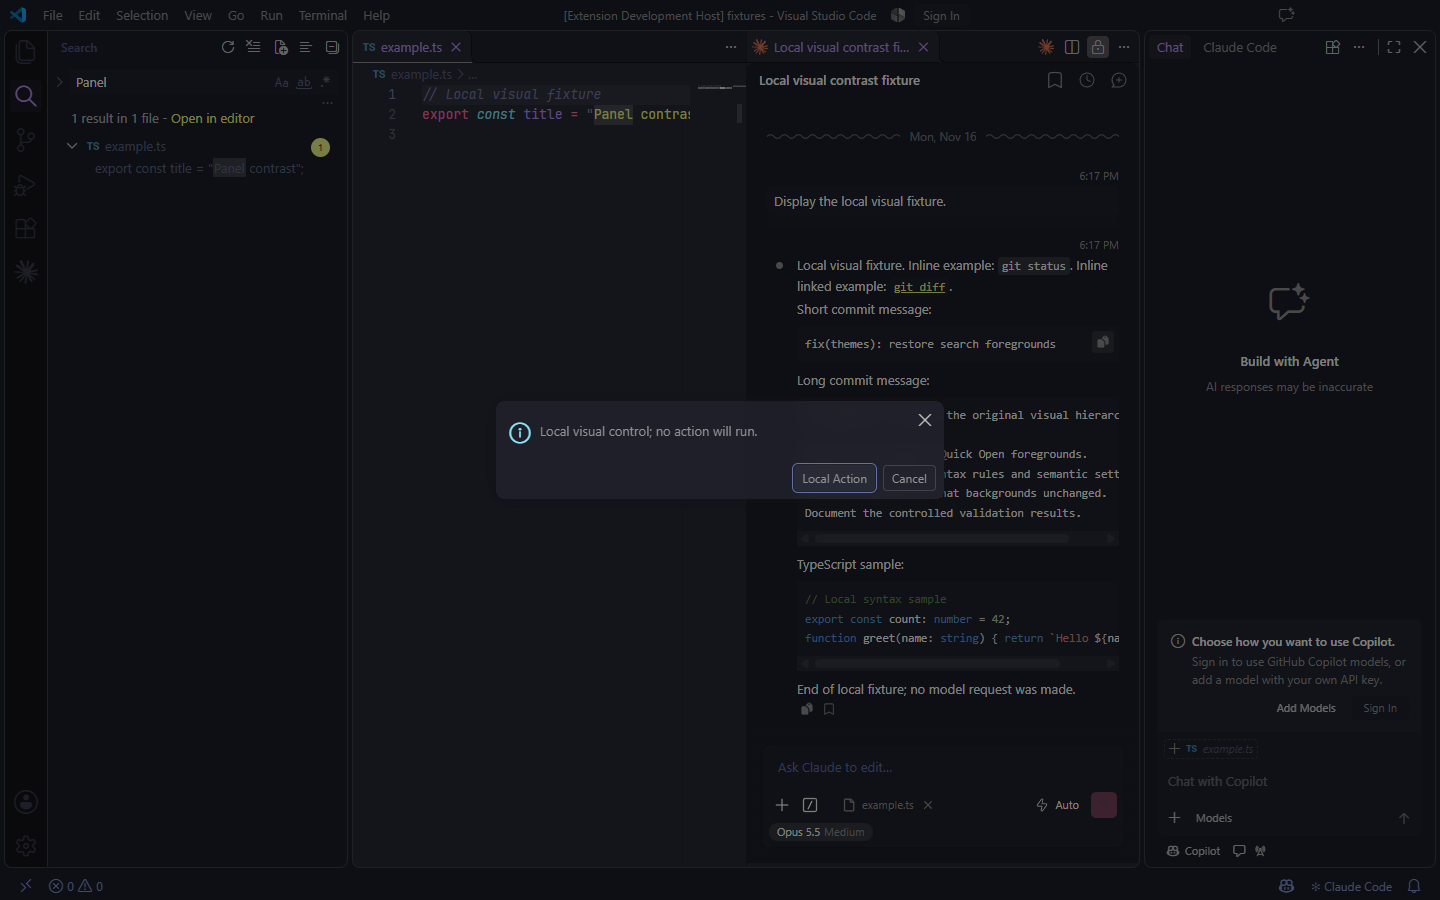 File Edit Selection View Go Run Terminal Help
[Extension Development Host] fixtures - Visual Studio Code
Sign In
Search
Panel
Aa ab .*
1 result in 1 file - Open in editor
TS example.ts
1
export const title = "Panel contrast";
TS example.ts
TS example.ts > ...
1 // Local visual fixture
2 export const title = "Panel contras
3
Local visual contrast fi...
Local visual contrast fixture
Mon, Nov 16
6:17 PM
Display the local visual fixture.
6:17 PM
Local visual fixture. Inline example: git status. Inline
linked example: git diff.
Short commit message:
fix(themes): restore search foregrounds
Long commit message:
the original visual hierarc
Quick Open foregrounds.
ntax rules and semantic sett
hat backgrounds unchanged.
Document the controlled validation results.
TypeScript sample:
// Local syntax sample
export const count: number = 42;
function greet(name: string) { return `Hello ${na
End of local fixture; no model request was made.
Ask Claude to edit...
example.ts
Auto
Opus 5.5 Medium
Local visual control; no action will run.
Local Action Cancel
Chat Claude Code
Build with Agent
AI responses may be inaccurate
Choose how you want to use Copilot.
Sign in to use GitHub Copilot models, or
add a model with your own API key.
Add Models Sign In
TS example.ts
Chat with Copilot
Models
Copilot
0 0
Claude Code